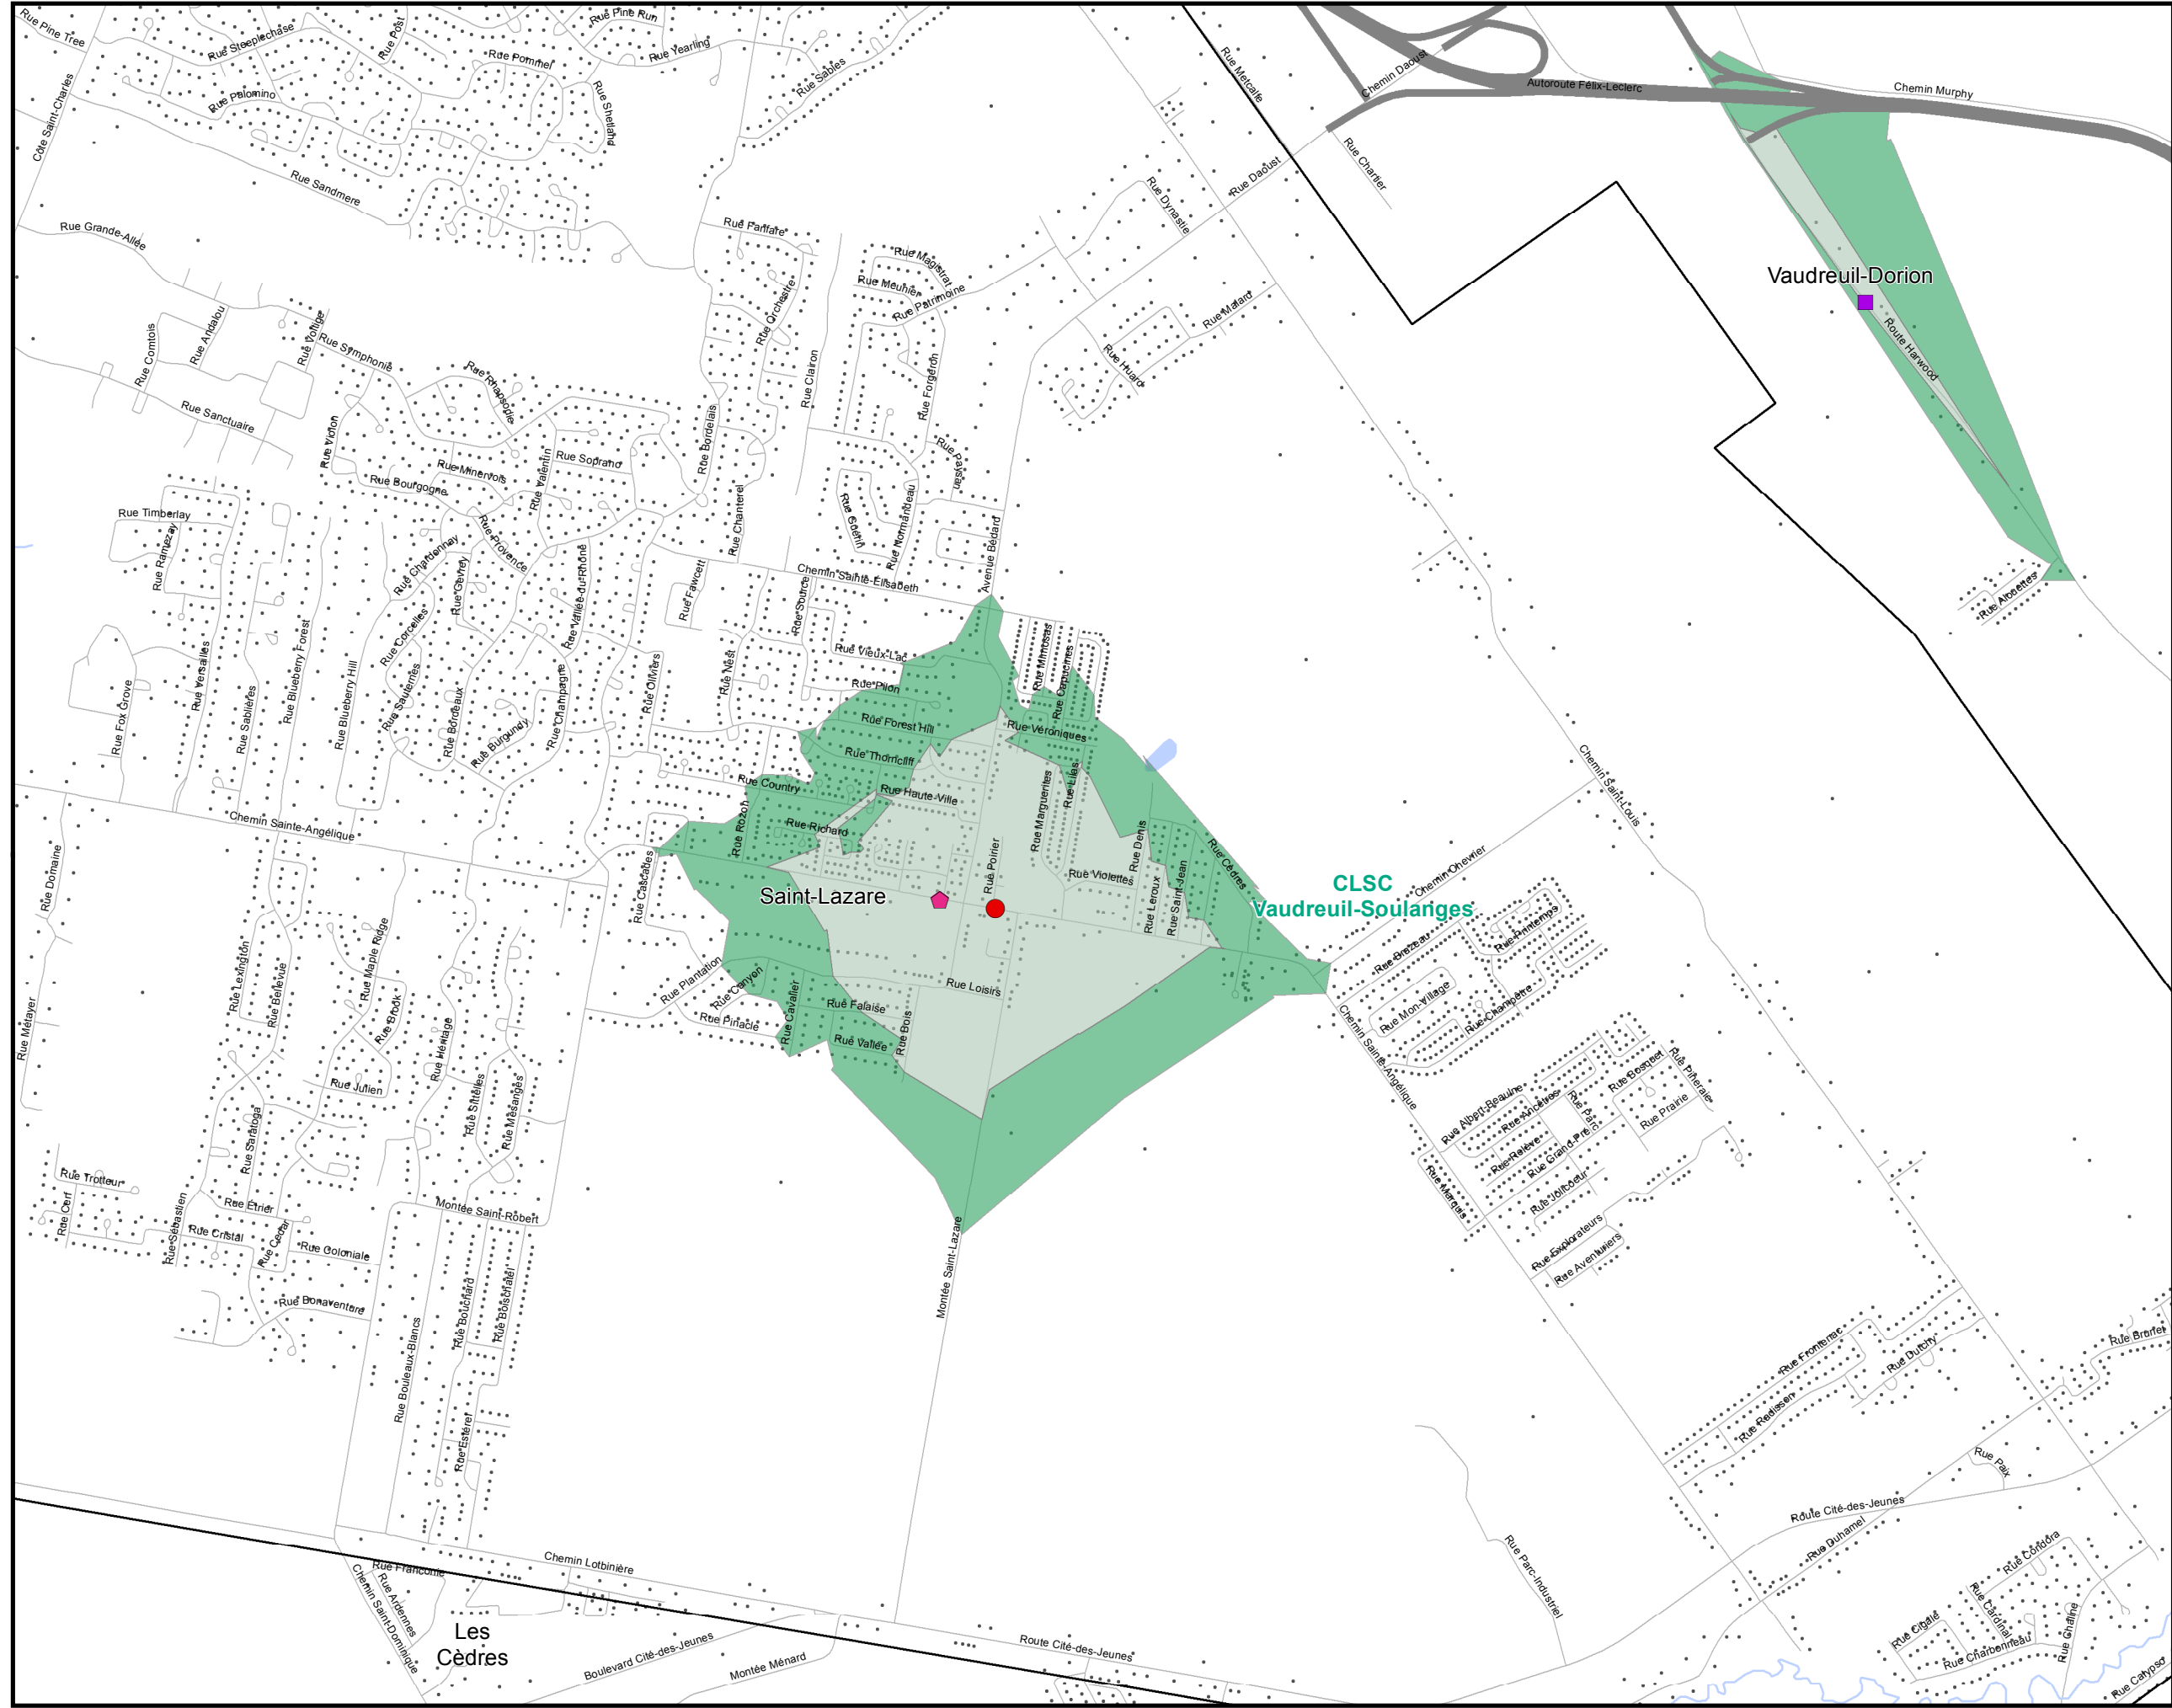 Rue Pine Tree
Rue Steeplechase
Rue Post
Rue Pine Run
Rue Yearling
Rue Pommel
Rue Sables
Rue Shetland
Rue Palomino
Côte Saint-Charles
Rue Sandmere
Rue Metcalfe
Chemin Daoust
Autoroute Félix-Leclerc
Chemin Murphy
Rue Chartier
Rue Daoust
Rue Dynastie
Rue Grande-Allée
Rue Fanfare
Rue Magistrat
Rue Meunier
Rue Patrimoine
Rue Orchestre
Rue Malard
Rue Huard
Vaudreuil-Dorion
Route Harwood
Rue Comtois
Rue Andalou
Rue Voltige
Rue Symphonie
Rue Rhapsodie
Rue Clairon
Rue Forgeron
Rue Sanctuaire
Rue Violon
Rue Bordelais
Rue Soprano
Rue Minervois
Rue Valentin
Rue Bourgogne
Rue Paysan
Rue Timberlay
Rue Ramezay
Rue Chardonnay
Rue Provence
Rue Chanterel
Rue Normandeau
Avenue Bédard
Chemin Sainte-Élisabeth
Rue Alouettes
Rue Gevrey
Rue Vallée-du-Rhône
Rue Fawcett
Rue Source
Rue Corcelles
Rue Vieux-Lac
Rue Mimosas
Rue Capucines
Rue Versailles
Rue Blueberry Forest
Rue Sablières
Rue Blueberry Hill
Rue Sauternes
Rue Bordeaux
Rue Burgundy
Rue Champagne
Rue Oliviers
Rue Nest
Rue Pilon
Rue Forest Hill
Rue Véroniques
Rue Fox Grove
Rue Thorncliff
Rue Country
Rue Haute-Ville
Rue Marguerites
Rue Lilas
Chemin Saint-Louis
Chemin Sainte-Angélique
Rue Rozon
Rue Richard
Rue Poirier
Rue Denis
Rue Cèdres
Rue Violettes
Rue Leroux
Rue Saint-Jean
Chemin Chevrier
Rue Domaine
Rue Cascades
Saint-Lazare
CLSC
Vaudreuil-Soulanges
Rue Brazeau
Rue Printemps
Rue Maple Ridge
Rue Lexington
Rue Bellevue
Rue Brook
Rue Plantation
Rue Canyon
Rue Cavalier
Rue Pinacle
Rue Falaise
Rue Vallée
Rue Bois
Rue Loisirs
Rue Mon-Village
Rue Champêtre
Chemin Sainte-Angélique
Rue Métayer
Rue Héritage
Rue Julien
Rue Sittelles
Rue Mésanges
Rue Saratoga
Rue Albert-Beaulne
Rue Ancêtres
Rue Parc
Rue Bosquet
Rue Pineraie
Rue Prairie
Rue Relève
Rue Grand-Pré
Rue Jolicoeur
Rue Marquis
Rue Trotteur
Rue Cerf
Rue Sébastien
Rue Étrier
Rue Cristal
Rue Cedar
Rue Coloniale
Montée Saint-Robert
Montée Saint-Lazare
Rue Explorateurs
Rue Aventuriers
Rue Bonaventure
Rue Bouleaux-Blancs
Rue Bouchard
Rue Boischatel
Rue Estérel
Rue Frontenac
Rue Dutchy
Rue Radisson
Rue Paix
Route Cité-des-Jeunes
Rue Duhamel
Rue Parc-Industriel
Chemin Lotbinière
Rue Franconie
Rue Ardennes
Chemin Saint-Dominique
Les
Cèdres
Boulevard Cité-des-Jeunes
Montée Ménard
Route Cité-des-Jeunes
Rue Condora
Rue Cardinal
Rue Cigale
Rue Charbonneau
Rue Chaline
Rue Calypso